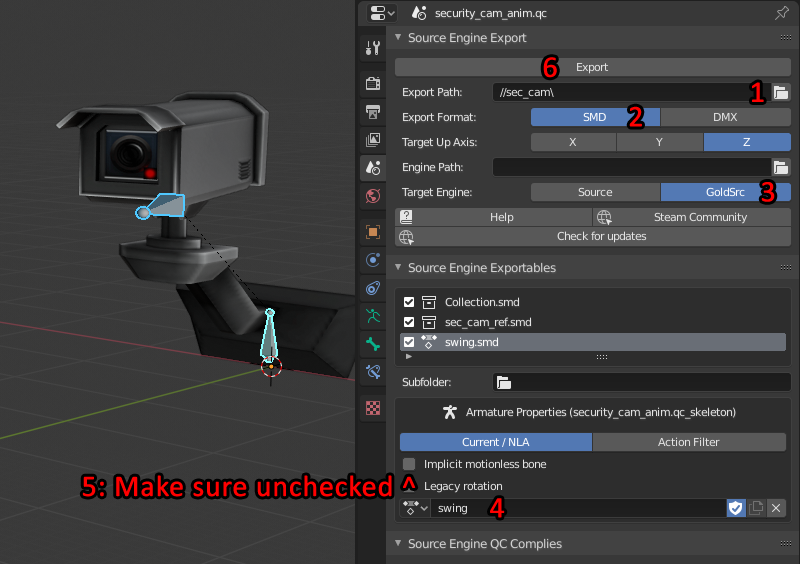 security_cam_anim.qc
Source Engine Export
6
Export
Export Path:
//sec_cam\
1
Export Format:
SMD
2
DMX
Target Up Axis:
X
Y
Z
Engine Path:
Target Engine:
Source
GoldSrc
3
Help
Steam Community
Check for updates
Source Engine Exportables
Collection.smd
sec_cam_ref.smd
swing.smd
Subfolder:
Armature Properties (security_cam_anim.qc_skeleton)
Current / NLA
Action Filter
Implicit motionless bone
5: Make sure unchecked ^
Legacy rotation
swing
4
Source Engine QC Complies